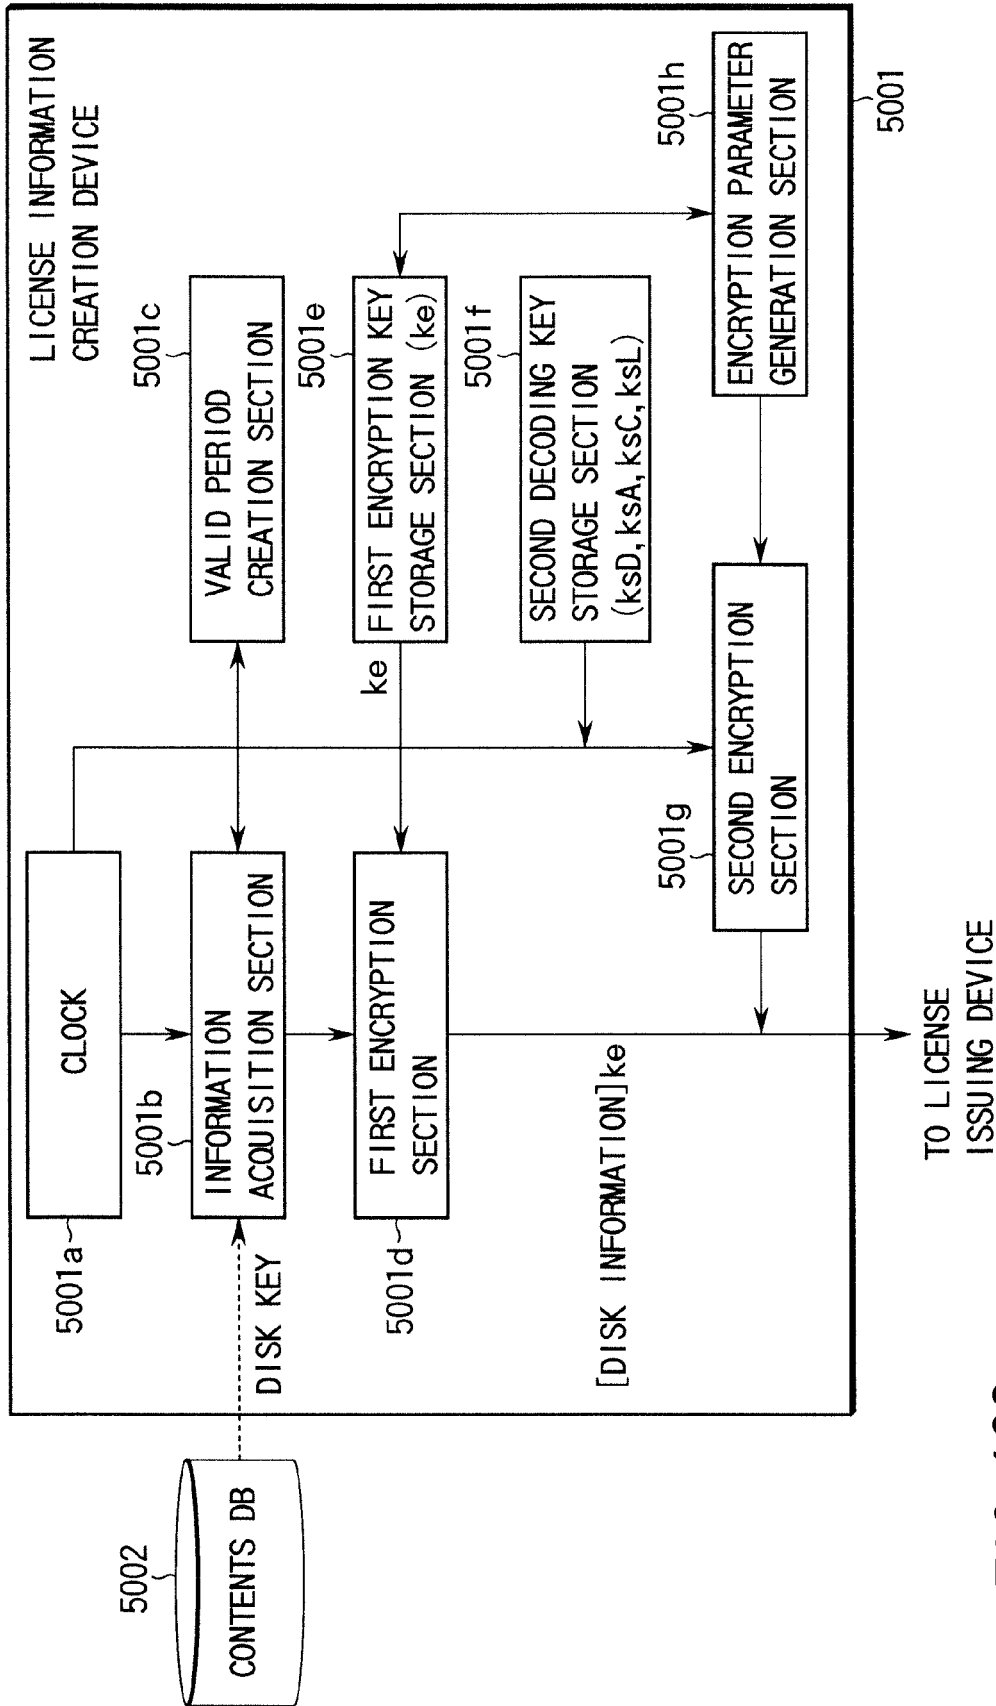 LICENSE INFORMATION
CREATION DEVICE
5002
CONTENTS DB
DISK KEY
5001a
CLOCK
5001b
INFORMATION
ACQUISITION SECTION
5001c
VALID PERIOD
CREATION SECTION
5001d
FIRST ENCRYPTION
SECTION
ke
5001e
FIRST ENCRYPTION KEY
STORAGE SECTION (ke)
5001f
SECOND DECODING KEY
STORAGE SECTION
(ksD,ksA,ksC,ksL)
[DISK INFORMATION]ke
5001g
SECOND ENCRYPTION
SECTION
5001h
ENCRYPTION PARAMETER
GENERATION SECTION
5001
TO LICENSE
ISSUING DEVICE